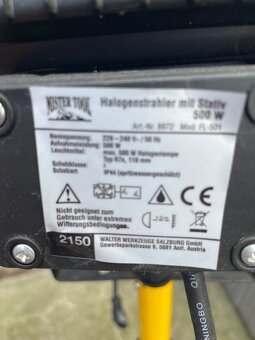 MISTER TOOL
Halogenstrahler mit Stativ
500 W
Art.-Nr. 8672 Mod. FL-501
Nennspannung: 220 - 240 V~ / 50 Hz
Aufnahmeleistung: 500 W
Leuchtmittel: max. 500 W Halogenlampe
Typ R7s, 118 mm
Schutzklasse: I
Schutzart: IP44 (spritzwassergeschützt)
CE
Nicht geeignet zum
Gebrauch unter extremen
Witterungsbedingungen.
2150
WALTER WERKZEUGE SALZBURG GmbH
Gewerbeparkstrasse 9, 5081 Anif, Austria
NINGBO